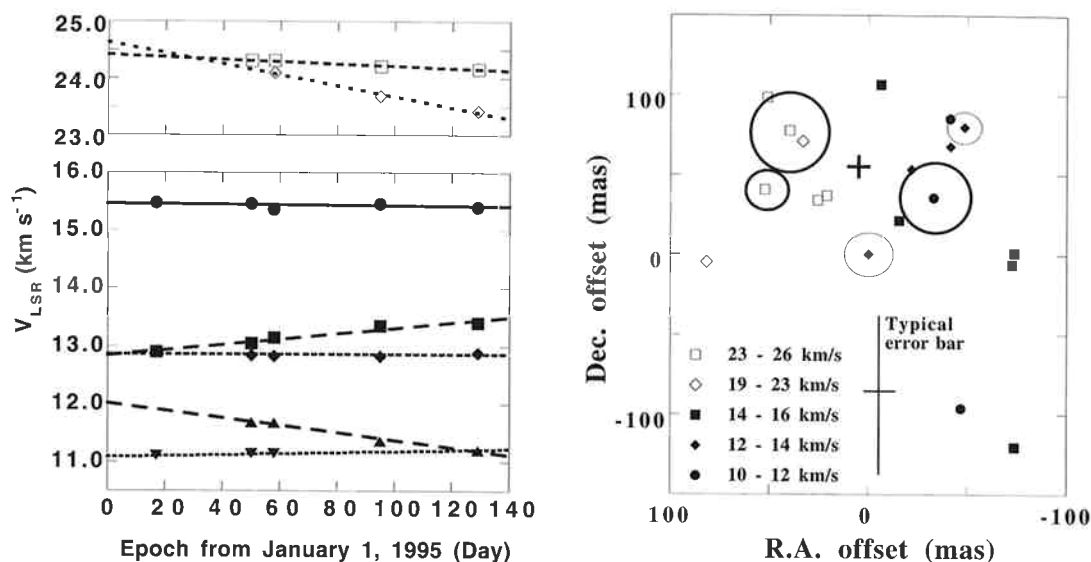 25.0
24.0
23.0
16.0
15.0
14.0
13.0
12.0
11.0
V_LSR (km s⁻¹)
0 20 40 60 80 100 120 140
Epoch from January 1, 1995 (Day)
100
0
-100
Dec. offset (mas)
Typical
error bar
23 - 26 km/s
19 - 23 km/s
14 - 16 km/s
12 - 14 km/s
10 - 12 km/s
100 0 -100
R.A. offset (mas)